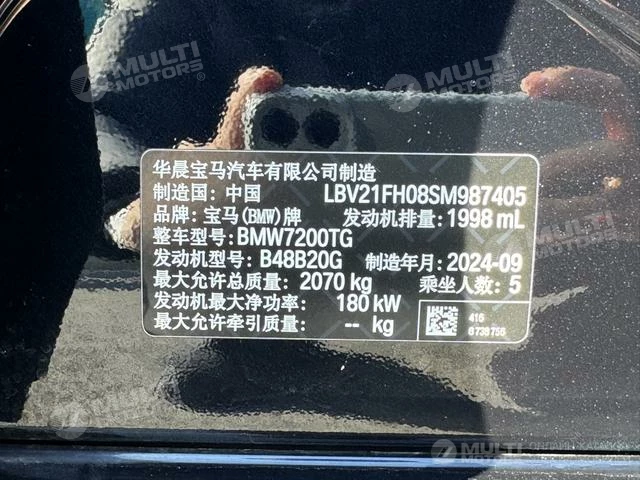 MULTI
MOTORS
MULTI
MOTORS
华晨宝马汽车有限公司制造
制造国: 中国 LBV21FH08SM987405
品牌: 宝马(BMW)牌 发动机排量: 1998 mL
整车型号: BMW7200TG
发动机型号: B48B20G 制造年月: 2024-09
最大允许总质量: 2070 kg 乘坐人数: 5
发动机最大净功率: 180 kW
最大允许牵引质量: -- kg
416
6738756
MULTI